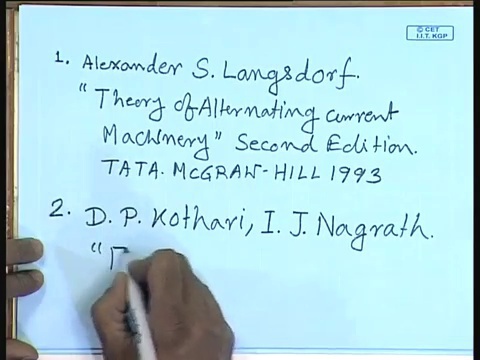 © CET
I.I.T. KGP
1. Alexander S. Langsdorf.
"Theory of Alternating current
Machinery" Second Edition.
TATA. McGRAW-HILL 1993
2. D. P. Kothari, I. J. Nagrath.
"